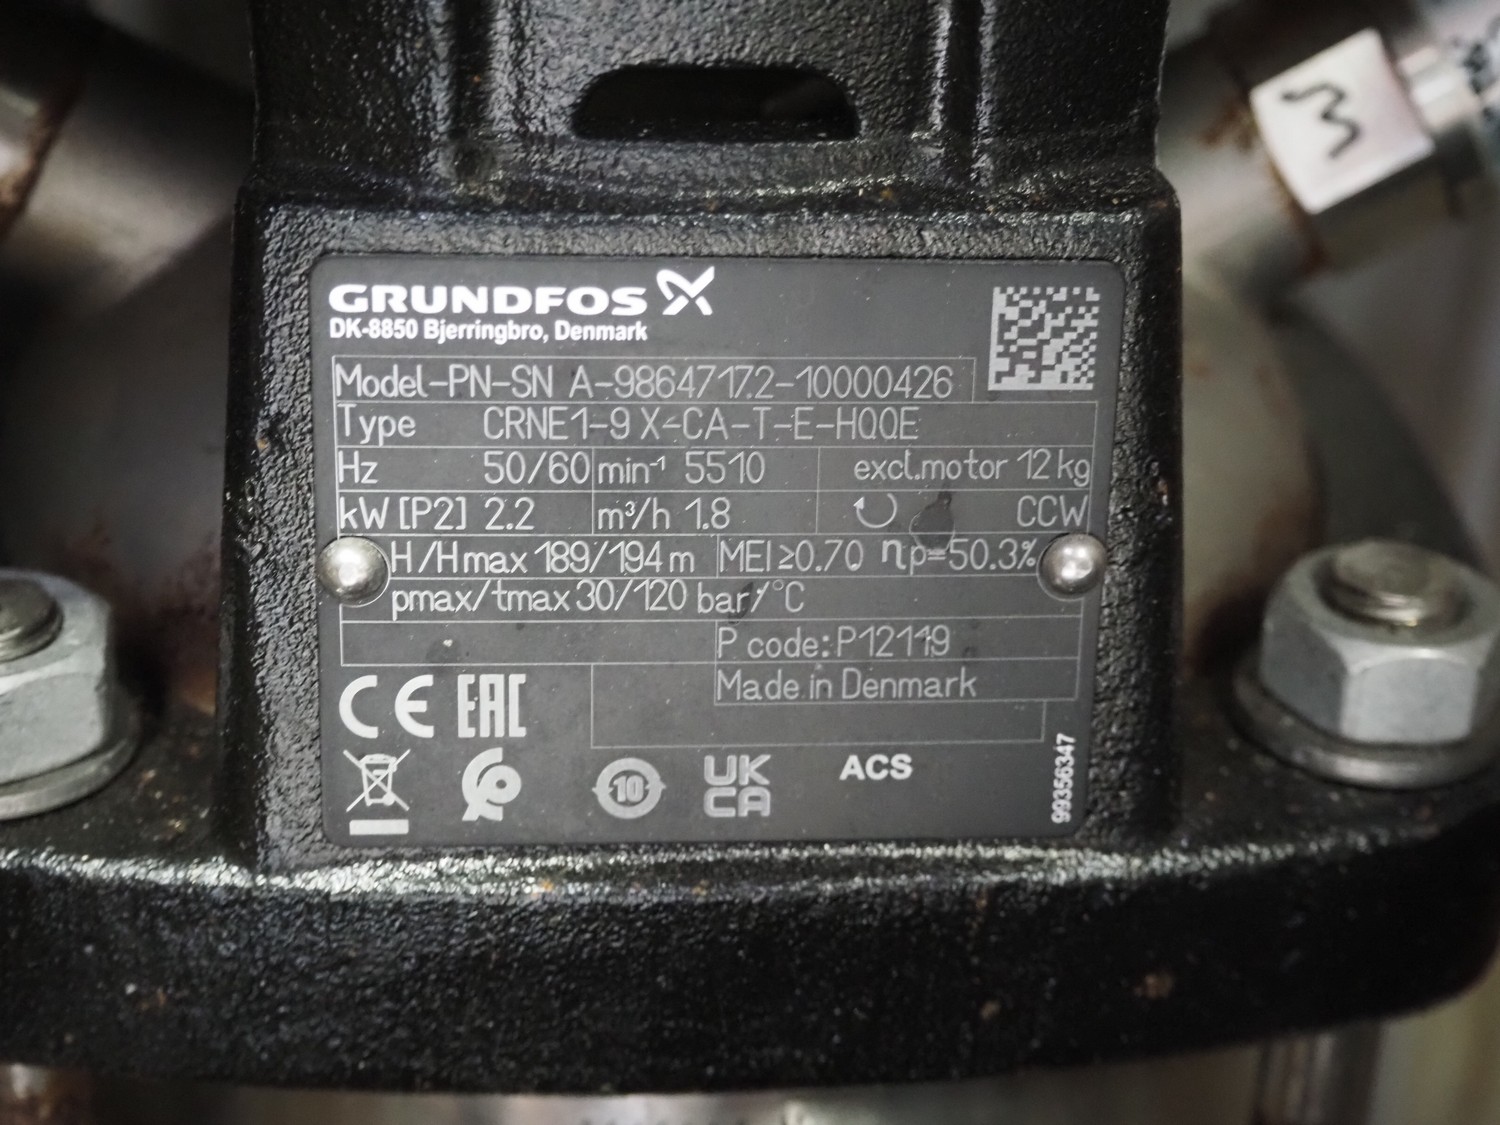 GRUNDFOS
DK-8850 Bjerringbro, Denmark
Model-PN-SN A-98647172-10000426
Type CRNE1-9 X-CA-T-E-HQQE
Hz 50/60 min⁻¹ 5510 excl.motor 12 kg
kW [P2] 2.2 m³/h 1.8 CCW
H/Hmax 189/194 m MEI ≥0.70 ηp=50.3%
pmax/tmax 30/120 bar/°C
P code: P12119
Made in Denmark
CE EAC
10 UK CA ACS
99356347
3